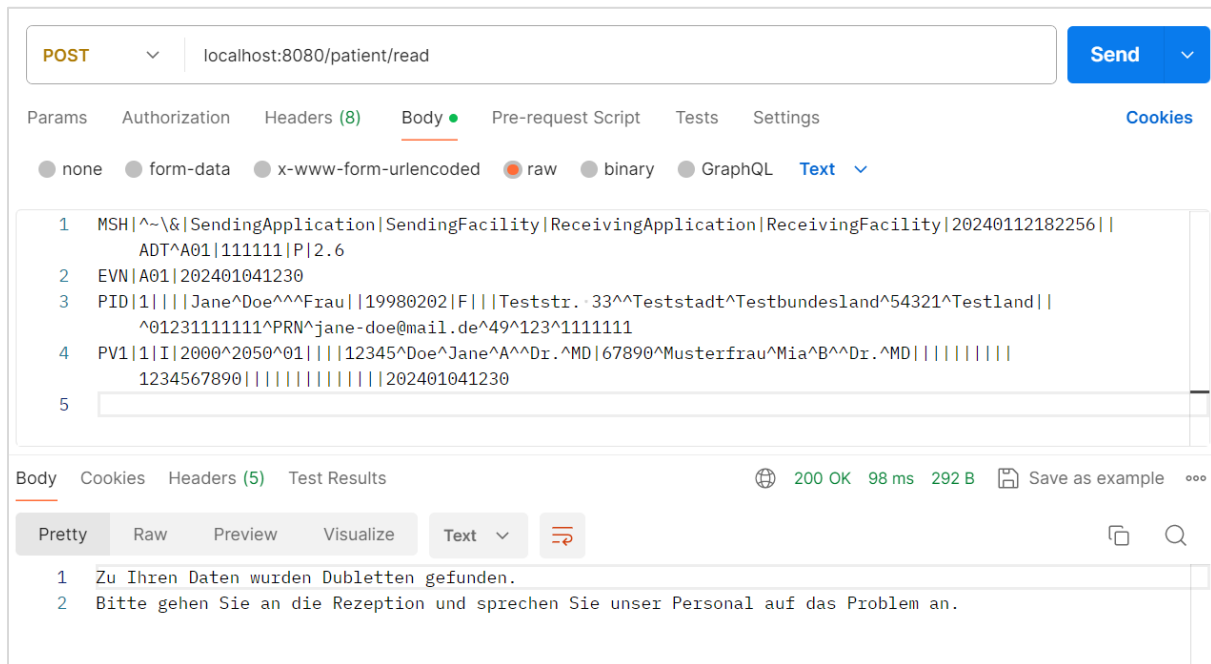 POST localhost:8080/patient/read Send
Params Authorization Headers (8) Body Pre-request Script Tests Settings Cookies
none form-data x-www-form-urlencoded raw binary GraphQL Text
1 MSH|^~\&|SendingApplication|SendingFacility|ReceivingApplication|ReceivingFacility|20240112182256||
ADT^A01|111111|P|2.6
2 EVN|A01|202401041230
3 PID|1||||Jane^Doe^^^Frau||19980202|F|||Teststr. 33^^Teststadt^Testbundesland^54321^Testland||
^01231111111^PRN^jane-doe@mail.de^49^123^1111111
4 PV1|1|I|2000^2050^01||||12345^Doe^Jane^A^^Dr.^MD|67890^Musterfrau^Mia^B^^Dr.^MD||||||||||
1234567890|||||||||||||||202401041230
5
Body Cookies Headers (5) Test Results 200 OK 98 ms 292 B Save as example
Pretty Raw Preview Visualize Text
1 Zu Ihren Daten wurden Dubletten gefunden.
2 Bitte gehen Sie an die Rezeption und sprechen Sie unser Personal auf das Problem an.